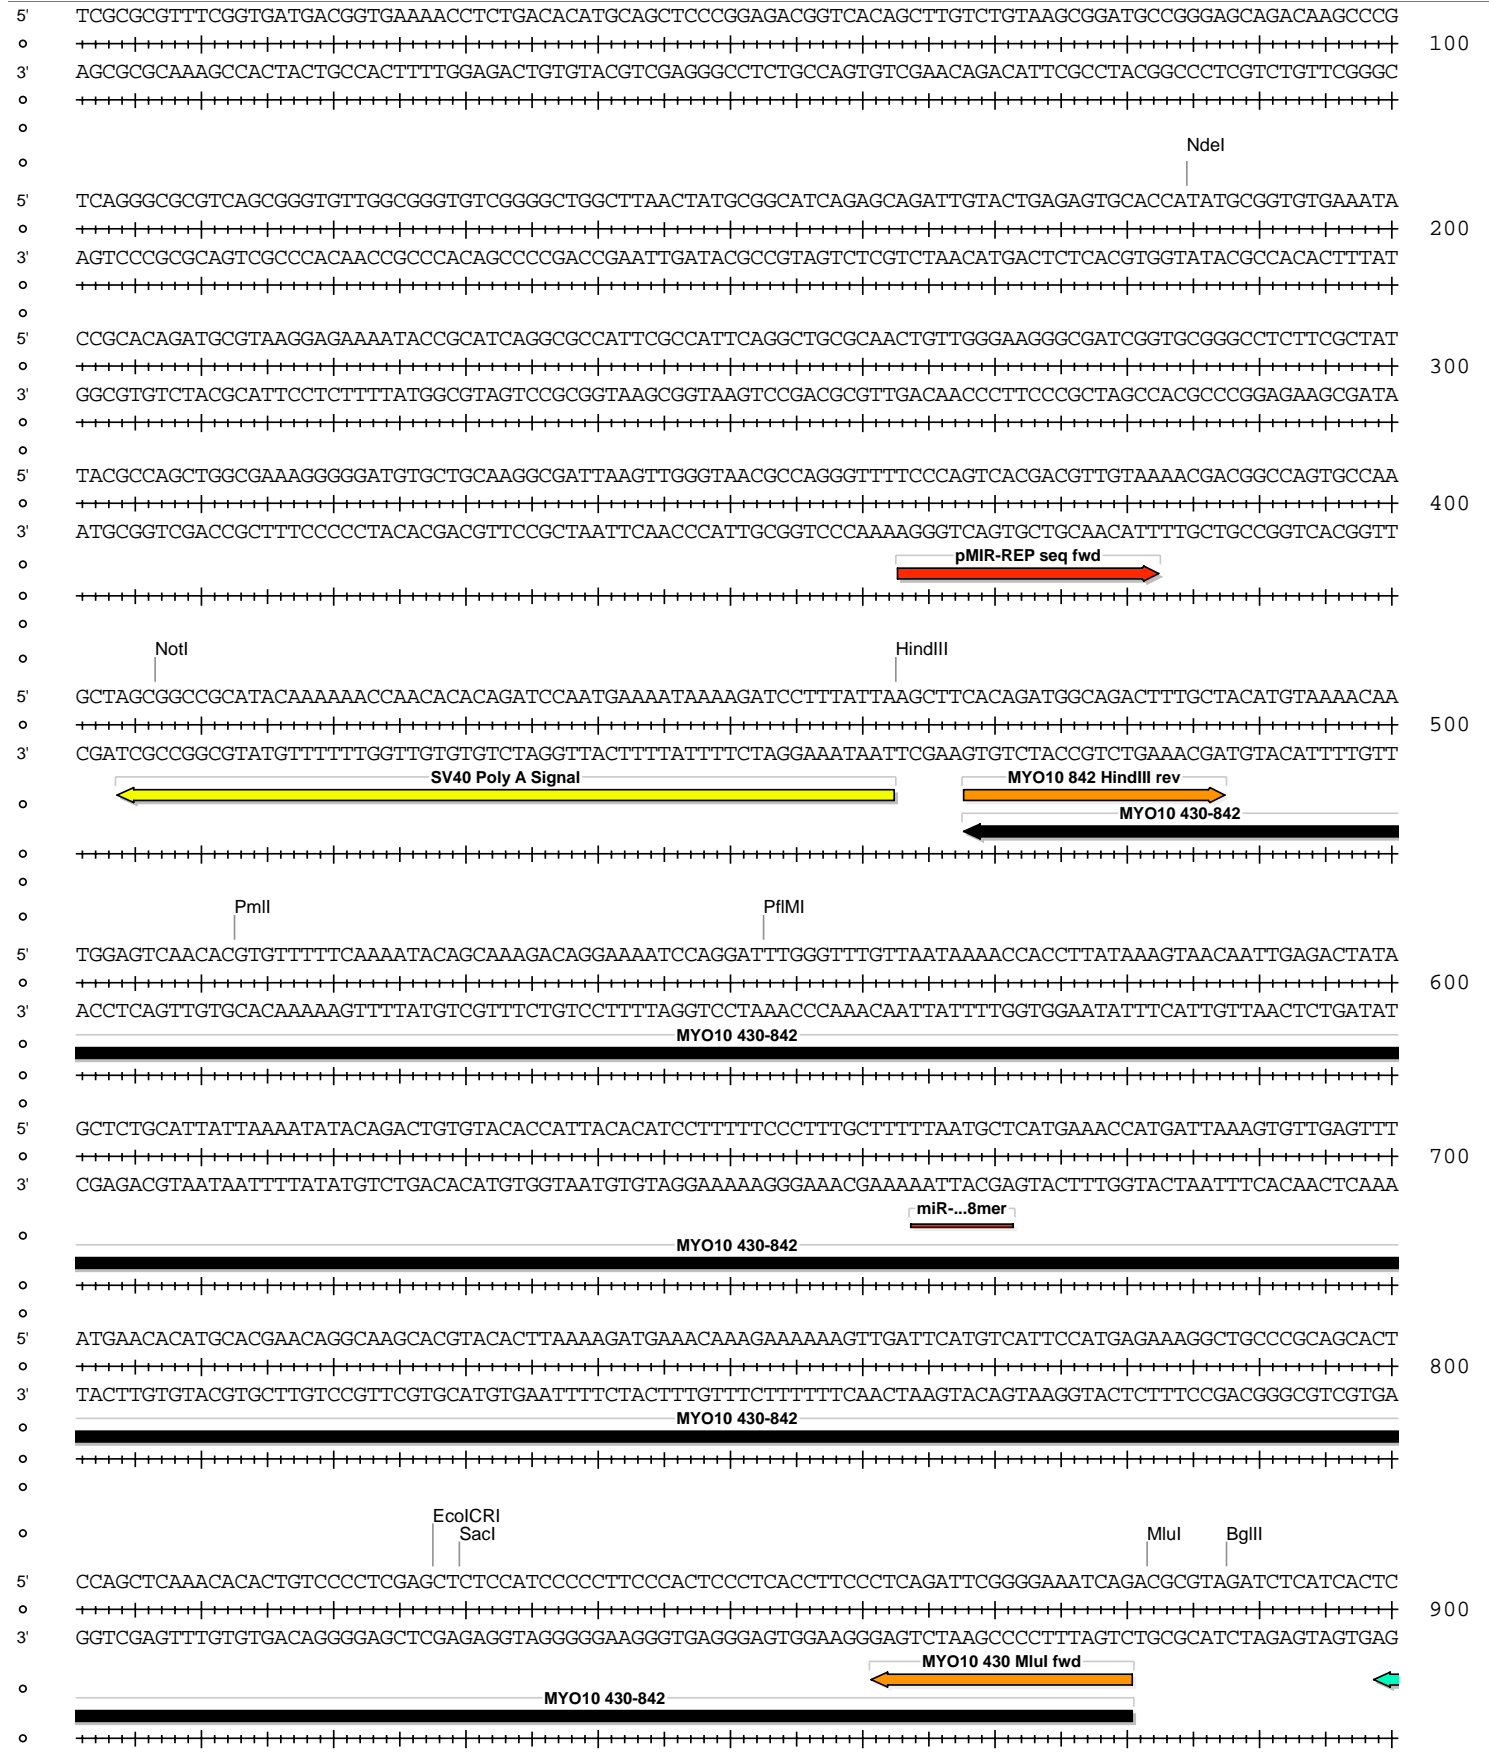 5' TCGCGCGTTTCGGTGATGACGGTGAAAACCTCTGACACATGCAGCTCCCGGAGACGGTCACAGCTTGTCTGTAAGCGGATGCCGGGAGCAGACAAGCCCG
100
3' AGCGCGCAAAGCCACTACTGCCACTTTTGGAGACTGTGTACGTCGAGGGCCTCTGCCAGTGTCGAACAGACATTCGCCTACGGCCCTCGTCTGTTCGGGC
NdeI
5' TCAGGGCGCGTCAGCGGGTGTTGGCGGGTGTCGGGGCTGGCTTAACTATGCGGCATCAGAGCAGATTGTACTGAGAGTGCACCATATGCGGTGTGAAATA
200
3' AGTCCCGCGCAGTCGCCCACAACCGCCCACAGCCCCGACCGAATTGATACGCCGTAGTCTCGTCTAACATGACTCTCACGTGGTATACGCCACACTTTAT
5' CCGCACAGATGCGTAAGGAGAAAATACCGCATCAGGCGCCATTCGCCATTCAGGCTGCGCAACTGTTGGGAAGGGCGATCGGTGCGGGCCTCTTCGCTAT
300
3' GGCGTGTCTACGCATTCCTCTTTTATGGCGTAGTCCGCGGTAAGCGGTAAGTCCGACGCGTTGACAACCCTTCCCGCTAGCCACGCCCGGAGAAGCGATA
5' TACGCCAGCTGGCGAAAGGGGGATGTGCTGCAAGGCGATTAAGTTGGGTAACGCCAGGGTTTTCCCAGTCACGACGTTGTAAAACGACGGCCAGTGCCAA
400
3' ATGCGGTCGACCGCTTTCCCCCTACACGACGTTCCGCTAATTCAACCCATTGCGGTCCCAAAAGGGTCAGTGCTGCAACATTTTGCTGCCGGTCACGGTT
pMIR-REP seq fwd
NotI HindIII
5' GCTAGCGGCCGCATACAAAAAACCAACACACAGATCCAATGAAAATAAAAGATCCTTTATTAAGCTTCACAGATGGCAGACTTTGCTACATGTAAAACAA
500
3' CGATCGCCGGCGTATGTTTTTTGGTTGTGTGTCTAGGTTACTTTTATTTTCTAGGAAATAATTCGAAGTGTCTACCGTCTGAAACGATGTACATTTTGTT
SV40 Poly A Signal MYO10 842 HindIII rev
MYO10 430-842
PmlI PflMI
5' TGGAGTCAACACGTGTTTTTCAAAATACAGCAAAGACAGGAAAATCCAGGATTTGGGTTTGTTAATAAAACCACCTTATAAAGTAACAATTGAGACTATA
600
3' ACCTCAGTTGTGCACAAAAAGTTTTATGTCGTTTCTGTCCTTTTAGGTCCTAAACCCAAACAATTATTTTGGTGGAATATTTCATTGTTAACTCTGATAT
MYO10 430-842
5' GCTCTGCATTATTAAAATATACAGACTGTGTACACCATTACACATCCTTTTTCCCTTTGCTTTTTAATGCTCATGAAACCATGATTAAAGTGTTGAGTTT
700
3' CGAGACGTAATAATTTTATATGTCTGACACATGTGGTAATGTGTAGGAAAAAGGGAAACGAAAAATTACGAGTACTTTGGTACTAATTTCACAACTCAAA
miR-...8mer
MYO10 430-842
5' ATGAACACATGCACGAACAGGCAAGCACGTACACTTAAAAGATGAAACAAAGAAAAAAGTTGATTCATGTCATTCCATGAGAAAGGCTGCCCGCAGCACT
800
3' TACTTGTGTACGTGCTTGTCCGTTCGTGCATGTGAATTTTCTACTTTGTTTCTTTTTTCAACTAAGTACAGTAAGGTACTCTTTCCGACGGGCGTCGTGA
MYO10 430-842
EcoICRI
SacI MluI BglII
5' CCAGCTCAAACACACTGTCCCCTCGAGCTCTCCATCCCCCTTCCCACTCCCTCACCTTCCCTCAGATTCGGGGAAATCAGACGCGTAGATCTCATCACTC
900
3' GGTCGAGTTTGTGTGACAGGGGAGCTCGAGAGGTAGGGGGAAGGGTGAGGGAGTGGAAGGGAGTCTAAGCCCCTTTAGTCTGCGCATCTAGAGTAGTGAG
MYO10 430 MluI fwd
MYO10 430-842